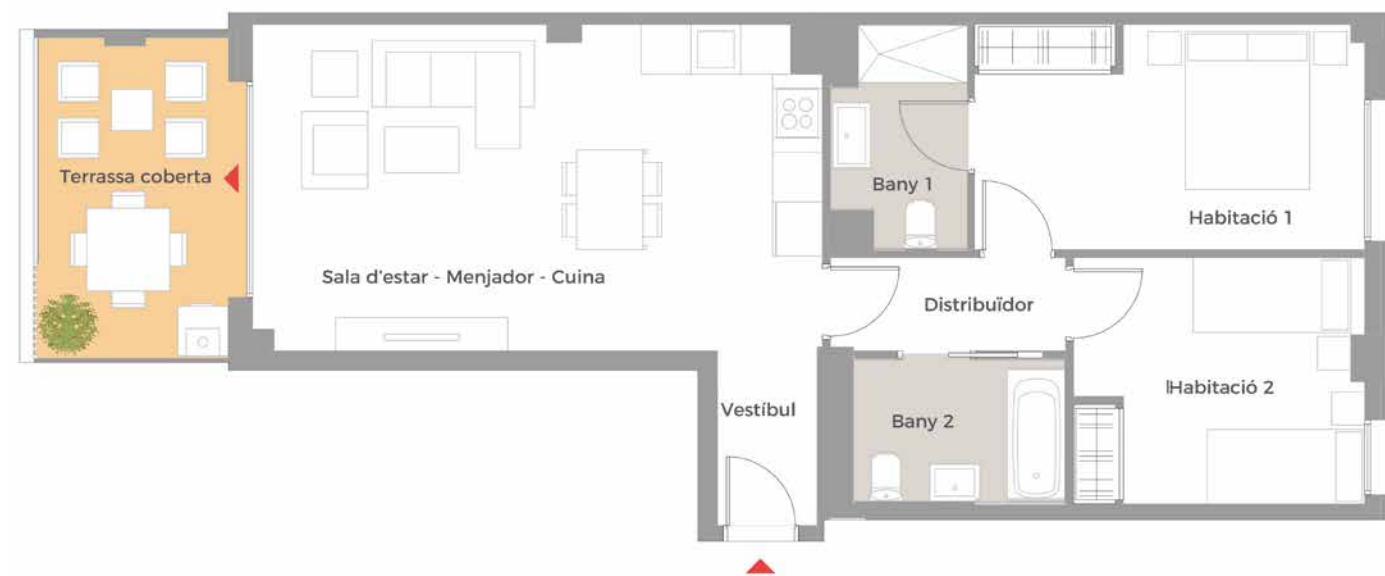 Terrassa coberta
Bany 1
Habitació 1
Sala d'estar - Menjador - Cuina
Distribuïdor
Habitació 2
Vestíbul
Bany 2